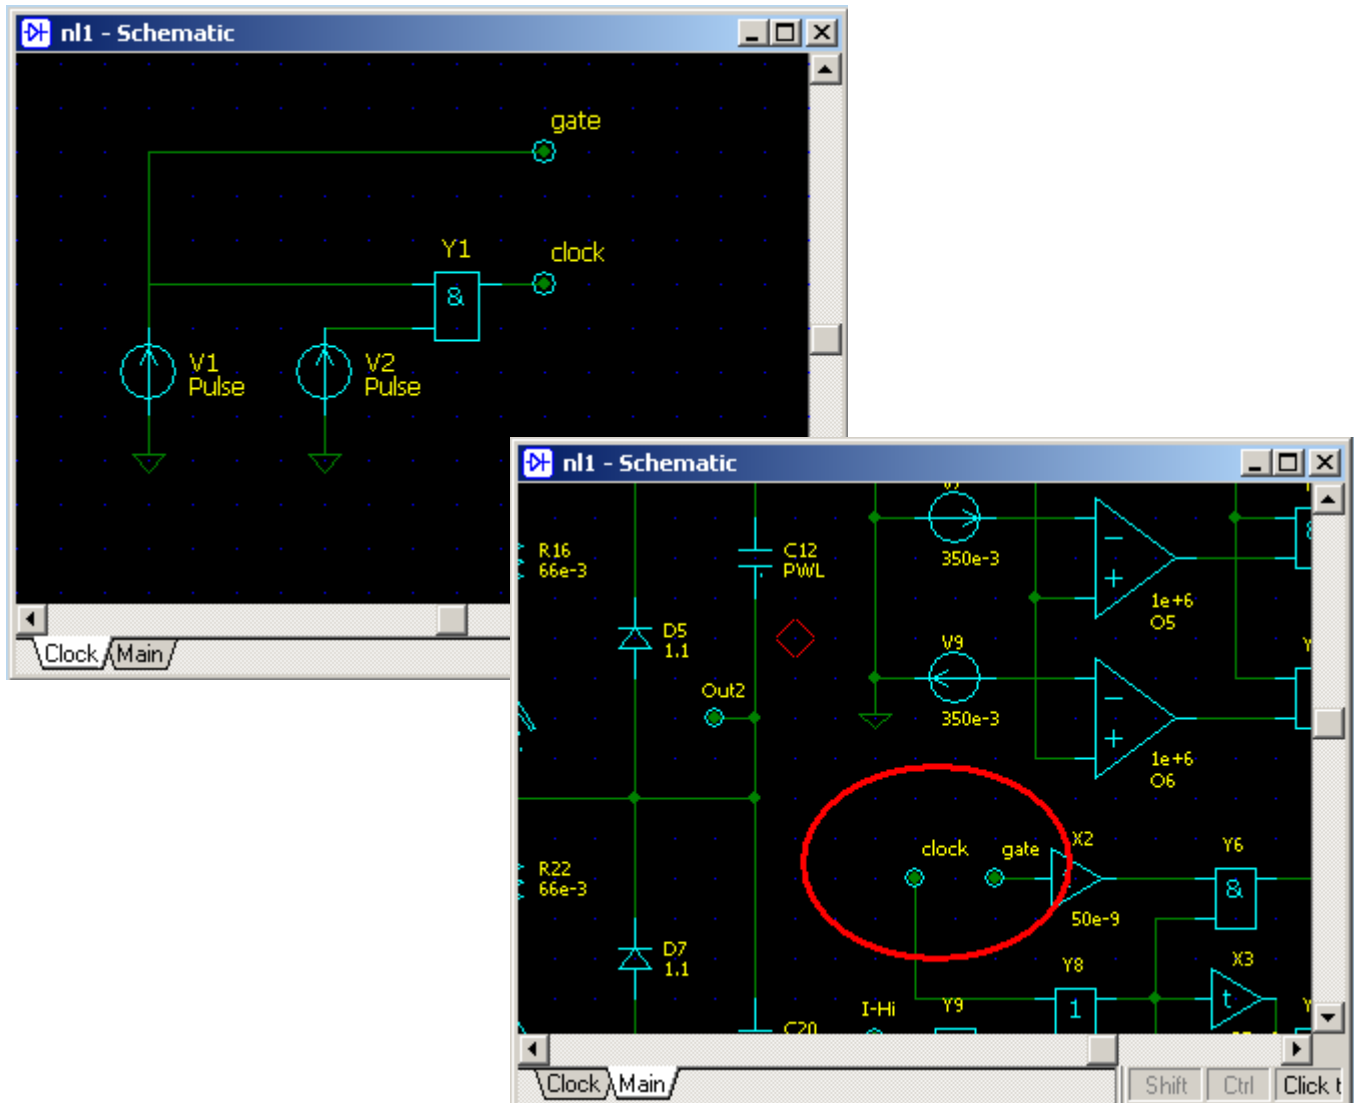 nl1 - Schematic
gate
Y1
clock
&
V1
Pulse
V2
Pulse
Clock
Main
nl1 - Schematic
R16
66e-3
C12
PWL
350e-3
1e+6
O5
D5
1.1
V9
Out2
350e-3
1e+6
O6
clock
gate
X2
Y6
&
R22
66e-3
50e-9
D7
1.1
Y8
X3
t
I-Hi
Y9
1
C20
Clock
Main
Shift
Ctrl
Click t